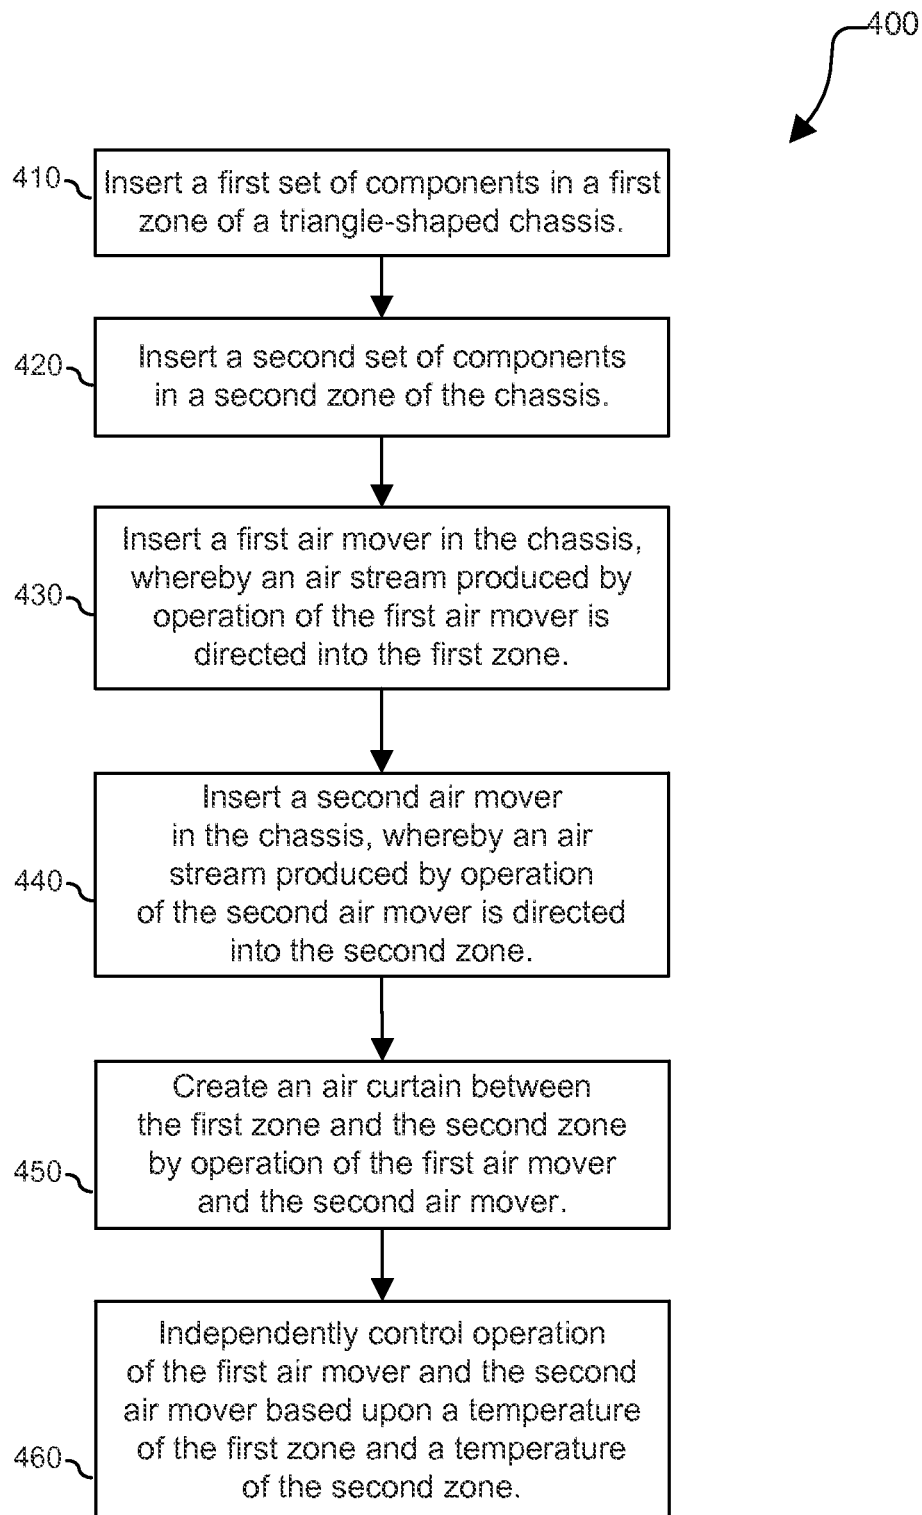 400
410
Insert a first set of components in a first
zone of a triangle-shaped chassis.
420
Insert a second set of components
in a second zone of the chassis.
430
Insert a first air mover in the chassis,
whereby an air stream produced by
operation of the first air mover is
directed into the first zone.
440
Insert a second air mover
in the chassis, whereby an air
stream produced by operation
of the second air mover is directed
into the second zone.
450
Create an air curtain between
the first zone and the second zone
by operation of the first air mover
and the second air mover.
460
Independently control operation
of the first air mover and the second
air mover based upon a temperature
of the first zone and a temperature
of the second zone.